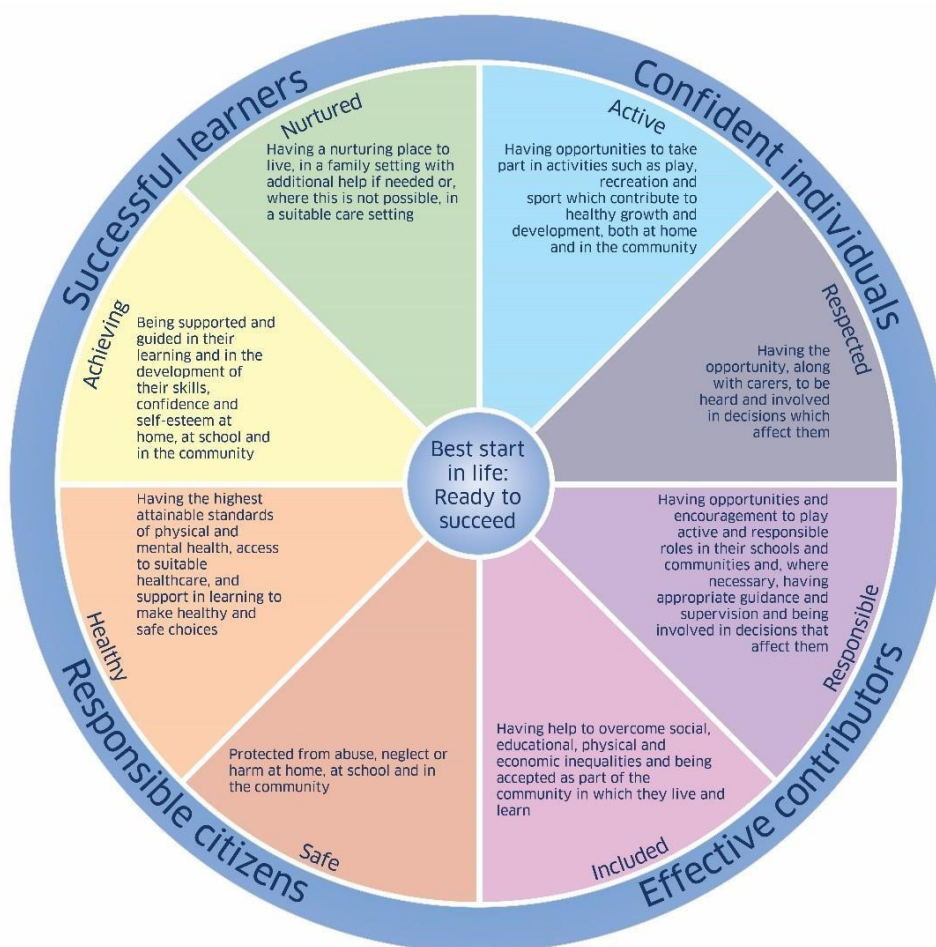 Successful learners
Confident individuals
Nurtured
Having a nurturing place to
live, in a family setting with
additional help if needed or,
where this is not possible, in
a suitable care setting
Active
Having opportunities to take
part in activities such as play,
recreation and
sport which contribute to
healthy growth and
development, both at home
and in the community
Achieving
Being supported and
guided in their
learning and in the
development of
their skills,
confidence and
self-esteem at
home, at school and
in the community
Respected
Having the
opportunity, along
with carers, to be
heard and involved
in decisions which
affect them
Best start
in life:
Ready to
succeed
Healthy
Having the highest
attainable standards
of physical and
mental health, access
to suitable
healthcare, and
support in learning to
make healthy and
safe choices
Having opportunities and
encouragement to play
active and responsible
roles in their schools and
communities and, where
necessary, having
appropriate guidance and
supervision and being
involved in decisions that
affect them
Responsible
Protected from abuse, neglect or
harm at home, at school and in
the community
Safe
Having help to overcome social,
educational, physical and
economic inequalities and being
accepted as part of the
community in which they live and
learn
Included
Responsible citizens
Effective contributors